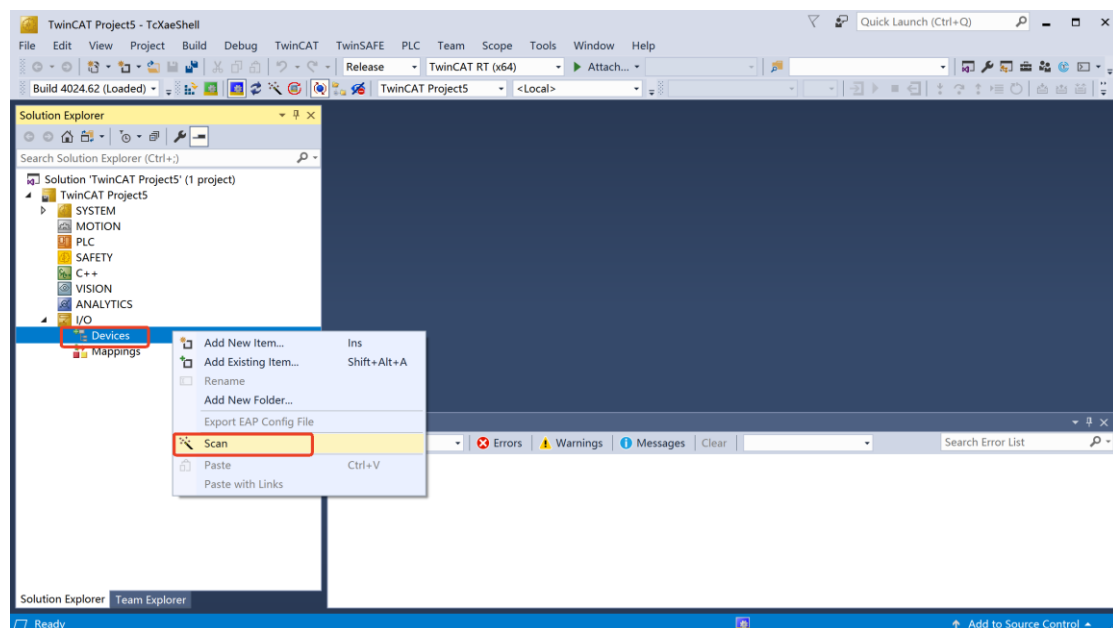 TwinCAT Project5 - TcXaeShell
Quick Launch (Ctrl+Q)
File Edit View Project Build Debug TwinCAT TwinSAFE PLC Team Scope Tools Window Help
Release TwinCAT RT (x64) Attach...
Build 4024.62 (Loaded) TwinCAT Project5 <Local>
Solution Explorer
Search Solution Explorer (Ctrl+;)
Solution 'TwinCAT Project5' (1 project)
TwinCAT Project5
SYSTEM
MOTION
PLC
SAFETY
C++
VISION
ANALYTICS
I/O
Devices
Mappings
Add New Item... Ins
Add Existing Item... Shift+Alt+A
Rename
Add New Folder...
Export EAP Config File
Scan
Paste Ctrl+V
Paste with Links
Errors Warnings Messages Clear Search Error List
Solution Explorer Team Explorer
Ready Add to Source Control